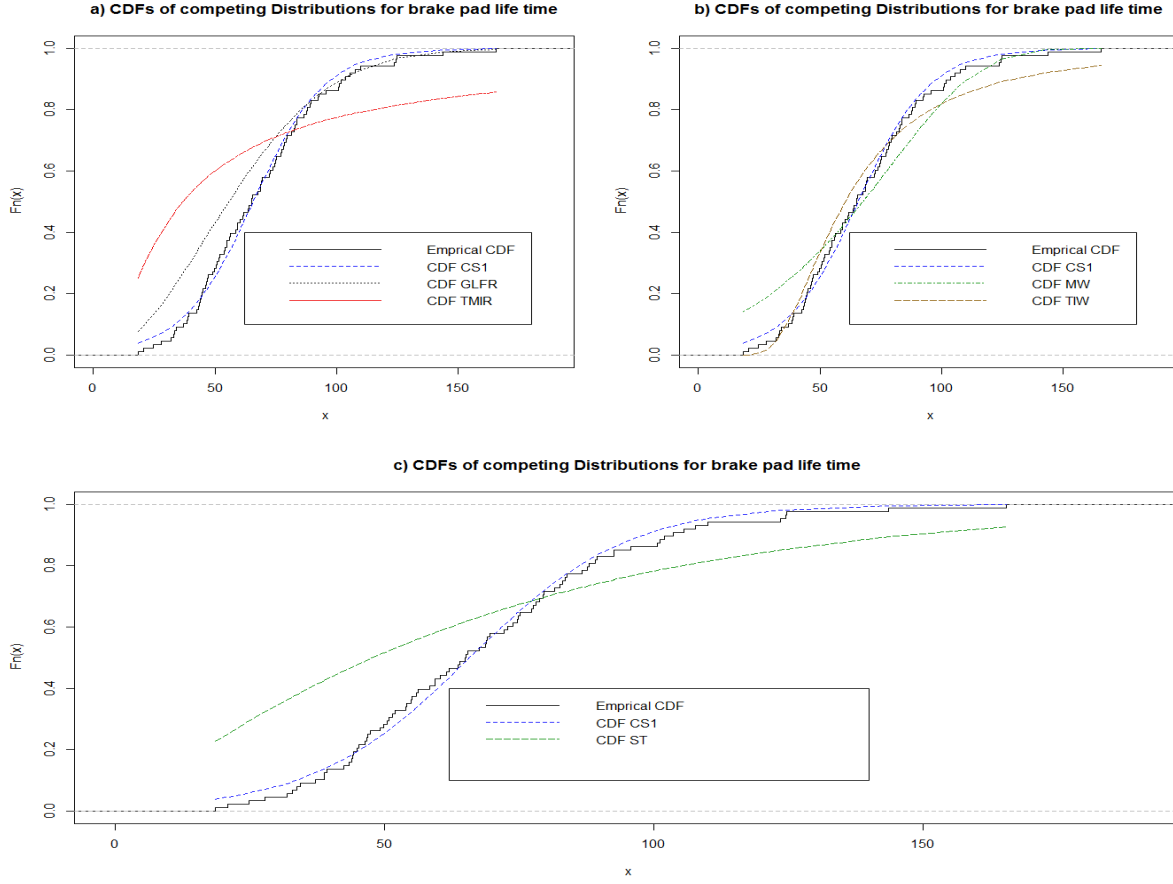 a) CDFs of competing Distributions for brake pad life time
Fn(x)
1.0
0.8
0.6
0.4
0.2
0.0
Emprical CDF
CDF CS1
CDF GLFR
CDF TMIR
0 50 100 150
x
b) CDFs of competing Distributions for brake pad life time
Fn(x)
1.0
0.8
0.6
0.4
0.2
0.0
Emprical CDF
CDF CS1
CDF MW
CDF TIW
0 50 100 150
x
c) CDFs of competing Distributions for brake pad life time
Fn(x)
1.0
0.8
0.6
0.4
0.2
0.0
Emprical CDF
CDF CS1
CDF ST
0 50 100 150
x